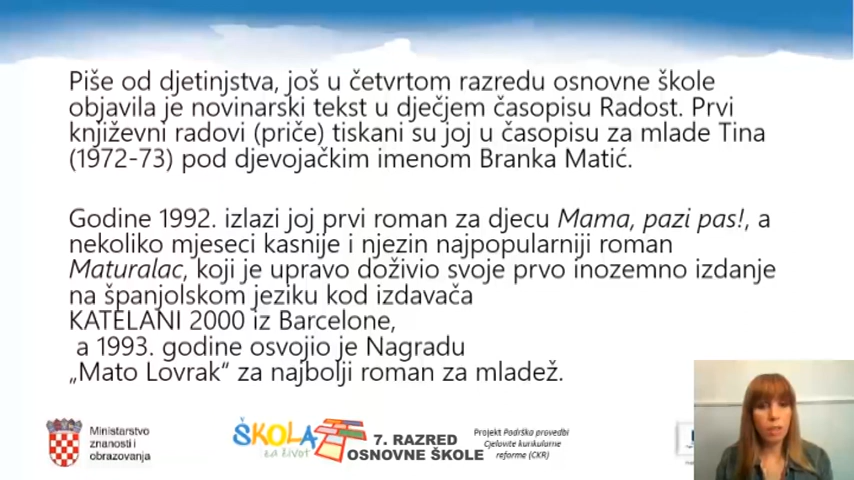 Piše od djetinjstva, još u četvrtom razredu osnovne škole
objavila je novinarski tekst u dječjem časopisu Radost. Prvi
književni radovi (priče) tiskani su joj u časopisu za mlade Tina
(1972-73) pod djevojačkim imenom Branka Matić.
Godine 1992. izlazi joj prvi roman za djecu Mama, pazi pas!, a
nekoliko mjeseci kasnije i njezin najpopularniji roman
Maturalac, koji je upravo doživio svoje prvo inozemno izdanje
na španjolskom jeziku kod izdavača
KATELANI 2000 iz Barcelone,
a 1993. godine osvojio je Nagradu
„Mato Lovrak“ za najbolji roman za mladež.
Ministarstvo
znanosti i
obrazovanja
ŠKOLA
za život
7. RAZRED
OSNOVNE ŠKOLE
Projekt Podrška provedbi
Cjelovite kurikularne
reforme (CKR)